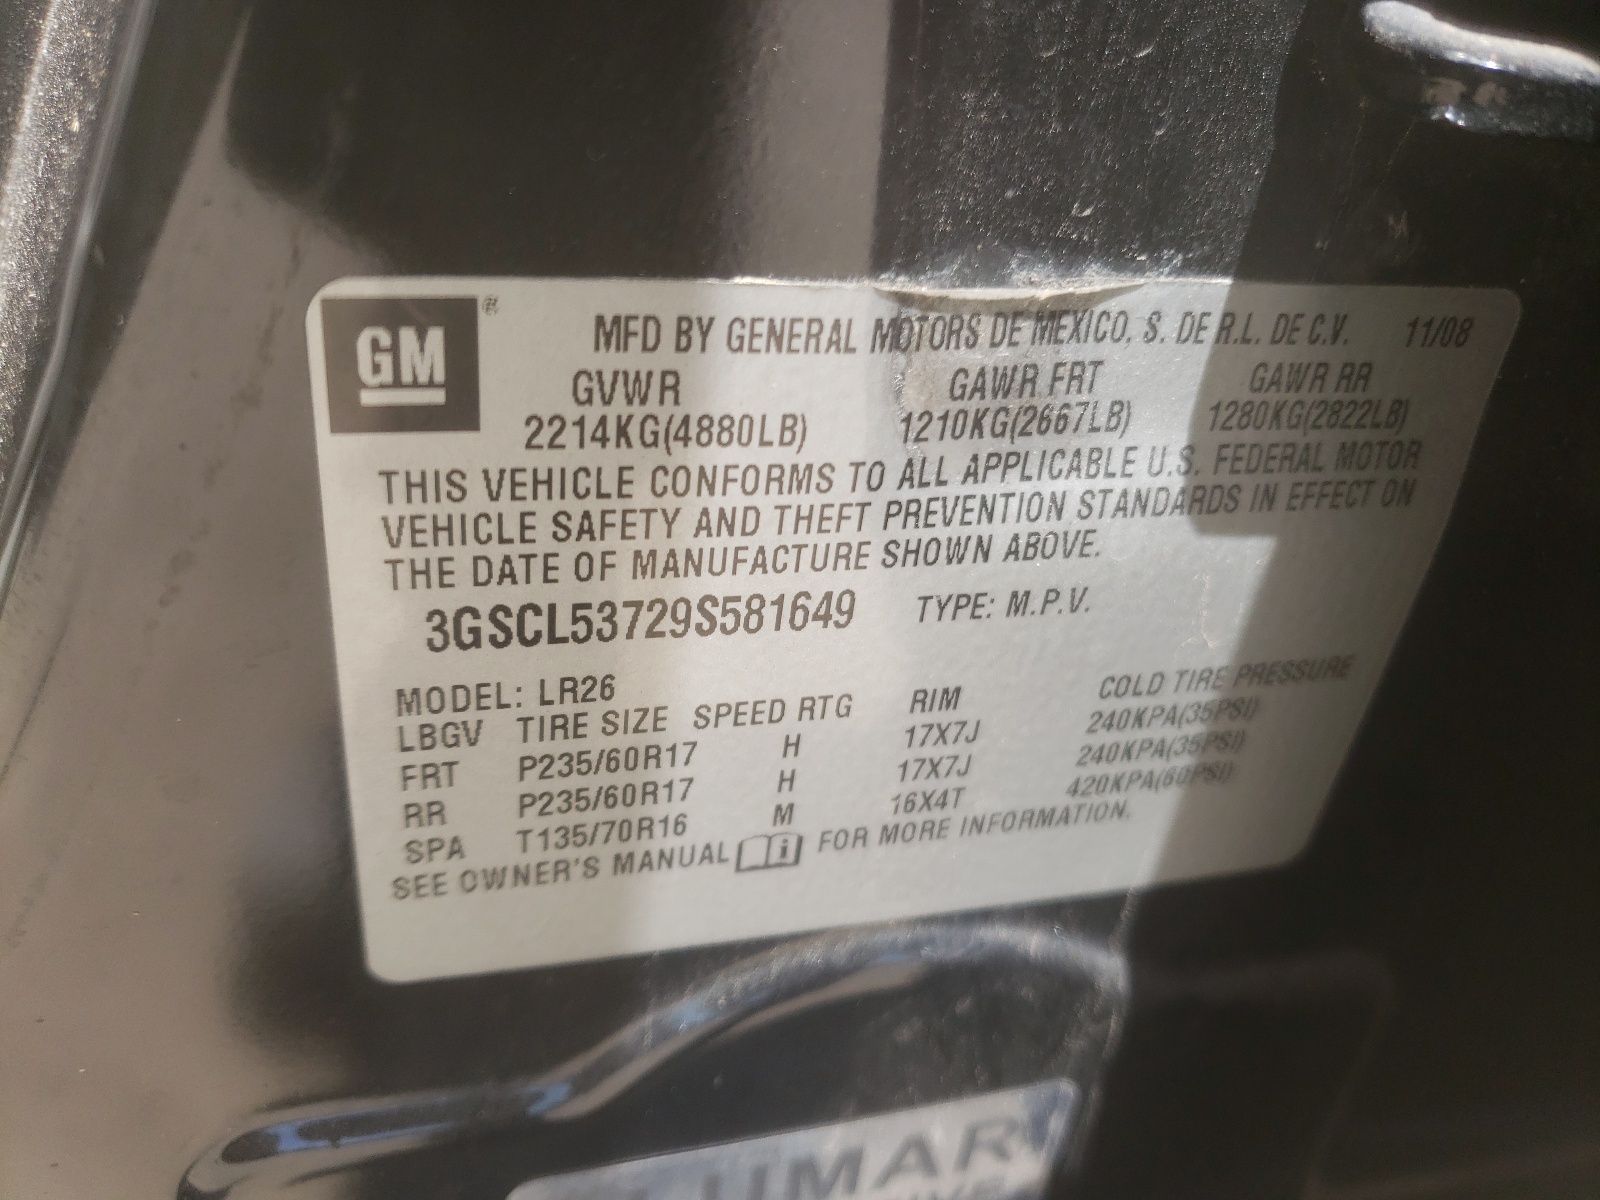 GM ®
MFD BY GENERAL MOTORS DE MEXICO, S. DE R.L. DE C.V. 11/08
GVWR GAWR FRT GAWR RR
2214KG(4880LB) 1210KG(2667LB) 1280KG(2822LB)
THIS VEHICLE CONFORMS TO ALL APPLICABLE U.S. FEDERAL MOTOR
VEHICLE SAFETY AND THEFT PREVENTION STANDARDS IN EFFECT ON
THE DATE OF MANUFACTURE SHOWN ABOVE.
3GSCL53729S581649 TYPE: M.P.V.
MODEL: LR26
LBGV TIRE SIZE SPEED RTG RIM COLD TIRE PRESSURE
FRT P235/60R17 H 17X7J 240KPA(35PSI)
RR P235/60R17 H 17X7J 240KPA(35PSI)
SPA T135/70R16 M 16X4T 420KPA(60PSI)
SEE OWNER'S MANUAL i FOR MORE INFORMATION.